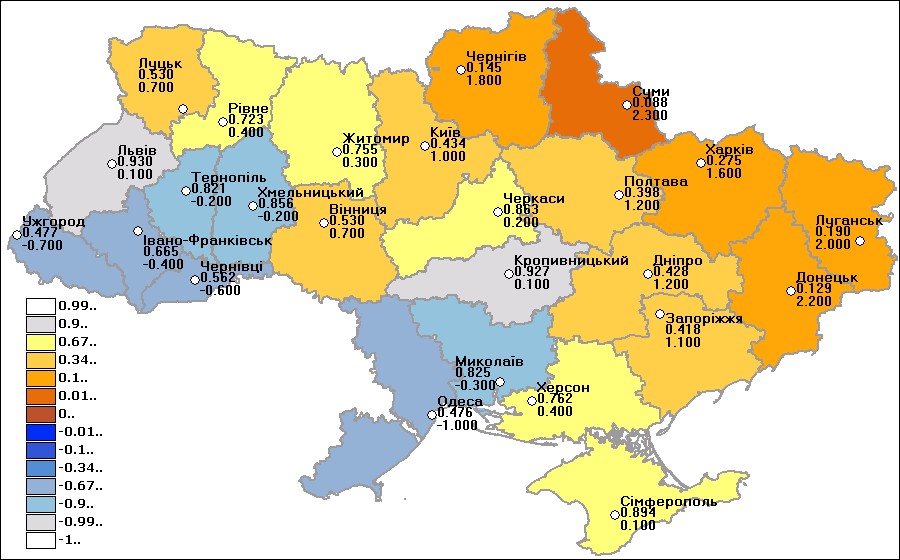 Чернігів
0.145
1.800
Суми
0.088
2.300
Луцьк
0.530
0.700
Рівне
0.723
0.400
Житомир
0.755
0.300
Київ
0.434
1.000
Харків
0.275
1.600
Львів
0.930
0.100
Тернопіль
0.821
-0.200
Хмельницький
0.856
-0.200
Вінниця
0.530
0.700
Черкаси
0.863
0.200
Полтава
0.398
1.200
Луганськ
0.190
2.000
Ужгород
0.477
-0.700
Івано-Франківськ
0.665
-0.400
Чернівці
0.562
-0.600
Кропивницький
0.927
0.100
Дніпро
0.428
1.200
Донецьк
0.129
2.200
Запоріжжя
0.418
1.100
Миколаїв
0.825
-0.300
Херсон
0.762
0.400
Одеса
0.476
-1.000
Сімферополь
0.894
0.100
0.99..
0.9..
0.67..
0.34..
0.1..
0.01..
0..
-0.01..
-0.1..
-0.34..
-0.67..
-0.9..
-0.99..
-1..